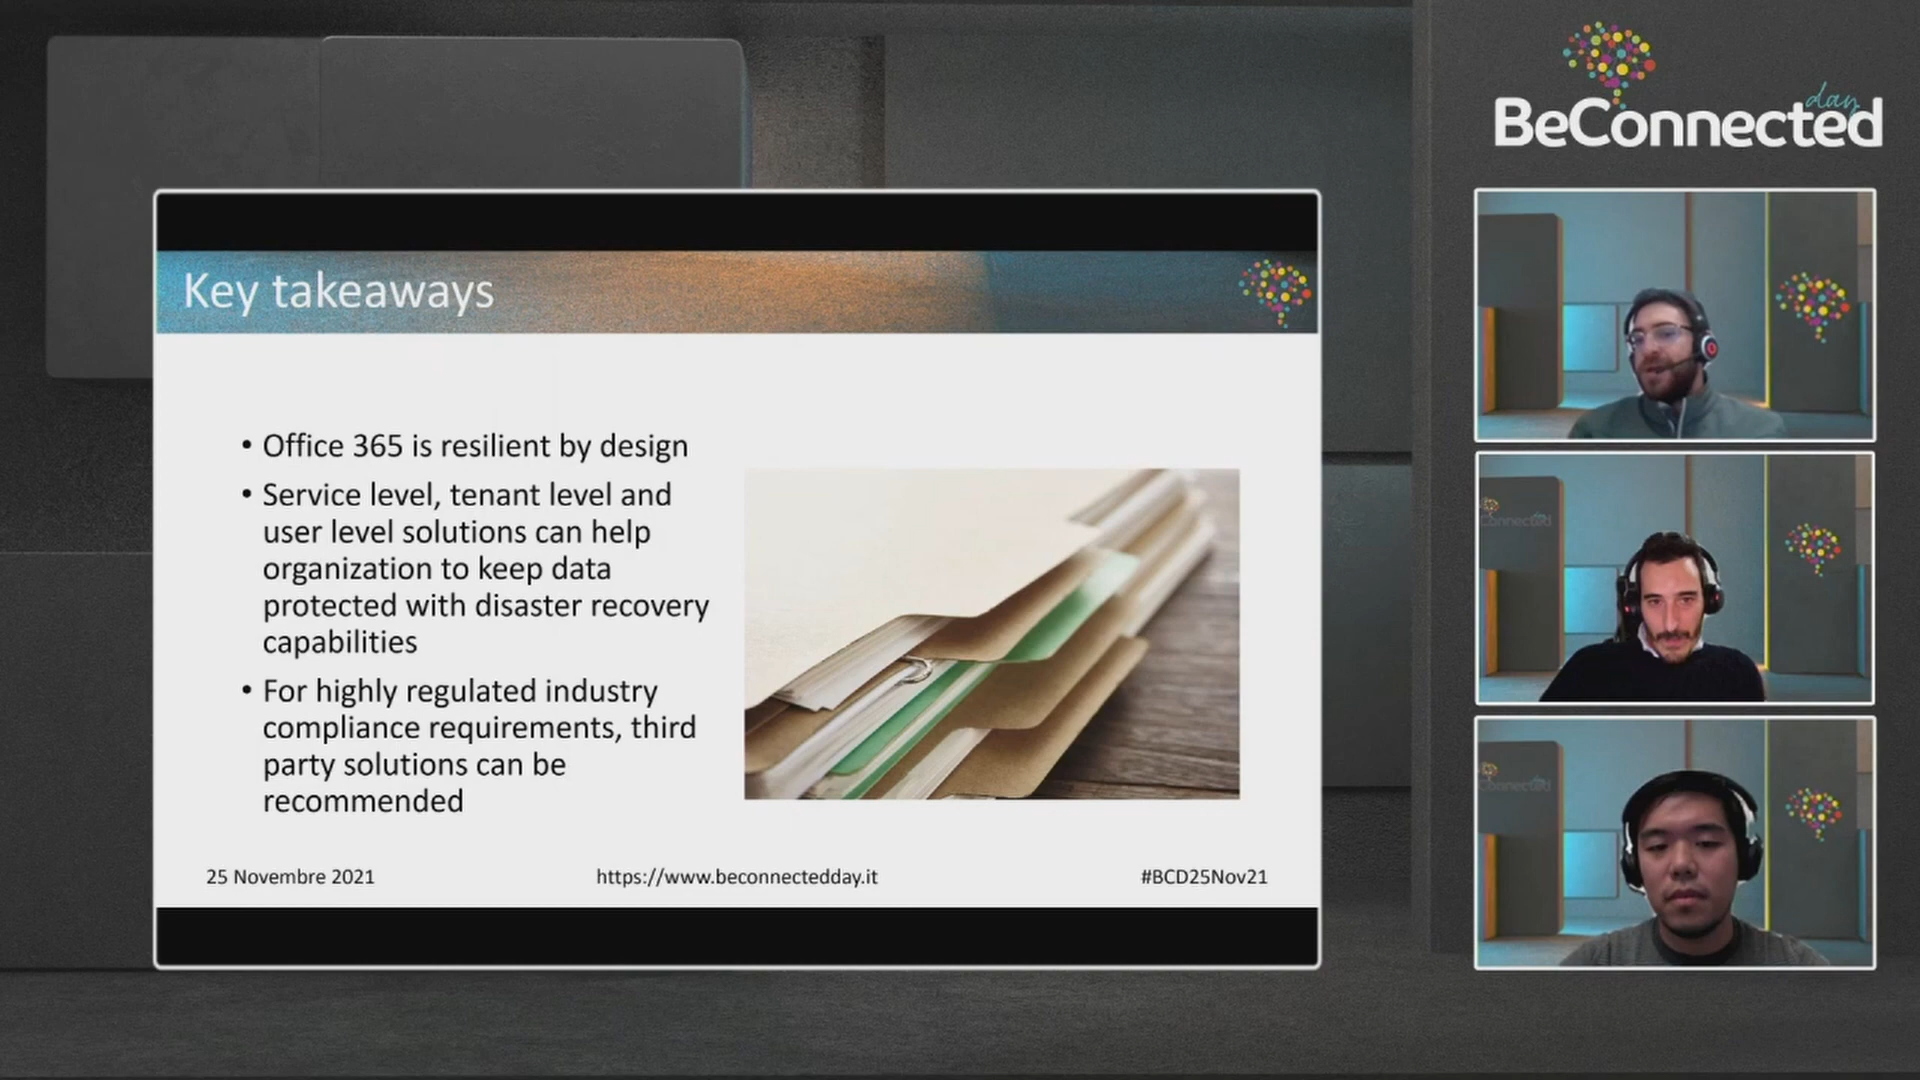 day
BeConnected
Key takeaways
• Office 365 is resilient by design
• Service level, tenant level and
user level solutions can help
organization to keep data
protected with disaster recovery
capabilities
• For highly regulated industry
compliance requirements, third
party solutions can be
recommended
25 Novembre 2021
https://www.beconnectedday.it
#BCD25Nov21
Connected
Connected